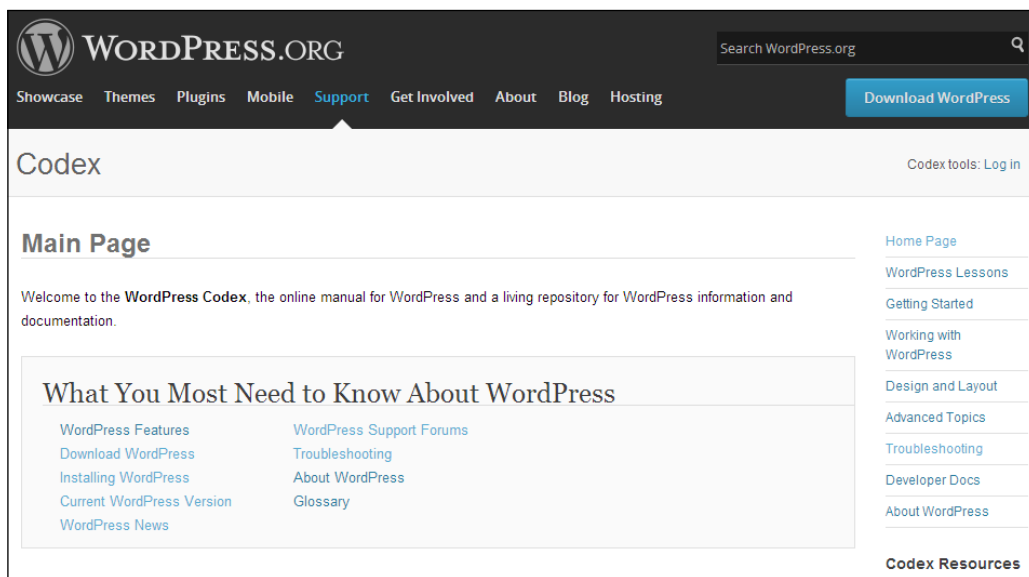 WORDPRESS.ORG
Search WordPress.org
Showcase Themes Plugins Mobile Support Get Involved About Blog Hosting
Download WordPress
Codex
Codex tools: Log in
Main Page
Welcome to the WordPress Codex, the online manual for WordPress and a living repository for WordPress information and
documentation.
What You Most Need to Know About WordPress
WordPress Features
Download WordPress
Installing WordPress
Current WordPress Version
WordPress News
WordPress Support Forums
Troubleshooting
About WordPress
Glossary
Home Page
WordPress Lessons
Getting Started
Working with
WordPress
Design and Layout
Advanced Topics
Troubleshooting
Developer Docs
About WordPress
Codex Resources